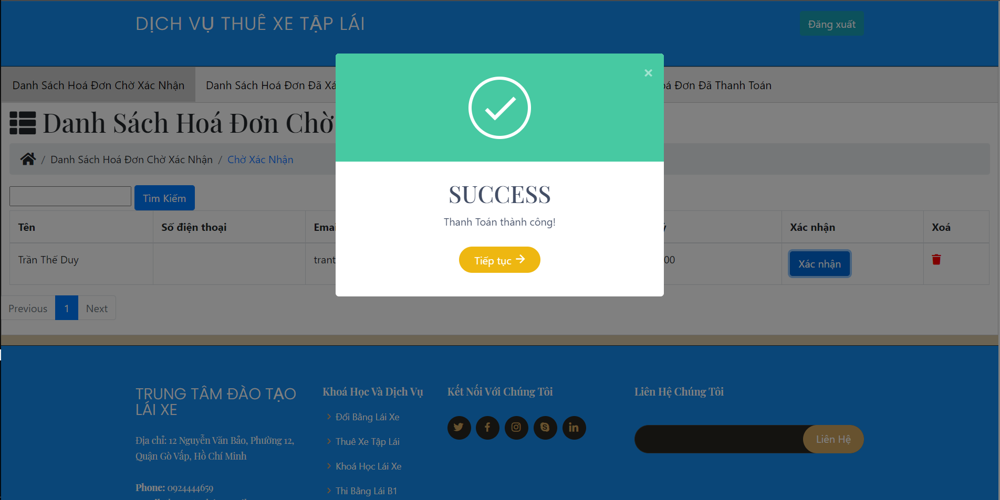 DỊCH VỤ THUÊ XE TẬP LÁI
Đăng xuất
Danh Sách Hoá Đơn Chờ Xác Nhận
Danh Sách Hoá Đơn Đã
Đơn Đã Thanh Toán
Danh Sách Hoá Đơn Chờ
/ Danh Sách Hoá Đơn Chờ Xác Nhận / Chờ Xác Nhận
Tìm Kiếm
SUCCESS
Thanh Toán thành công!
Tiếp tục
Tên
Số điện thoại
Xác nhận
Xoá
Trần Thế Duy
Xác nhận
Previous 1 Next
TRUNG TÂM ĐÀO TẠO
LÁI XE
Địa chỉ: 12 Nguyễn Văn Bảo, Phường 12,
Quận Gò Vấp, Hồ Chí Minh
Phone: 0924444659
Khoá Học Và Dịch Vụ
Đổi Bằng Lái Xe
Thuê Xe Tập Lái
Khoá Học Lái Xe
Thi Bằng Lái B1
Kết Nối Với Chúng Tôi
Liên Hệ Chúng Tôi
Liên Hệ